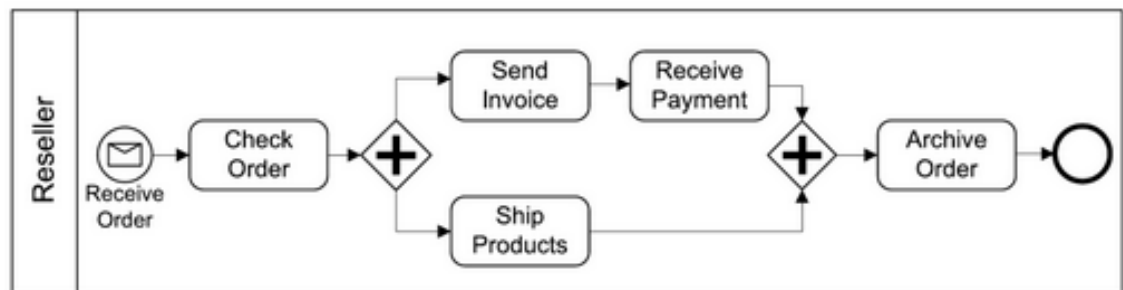 Reseller
Receive
Order
Check
Order
Send
Invoice
Receive
Payment
Ship
Products
Archive
Order